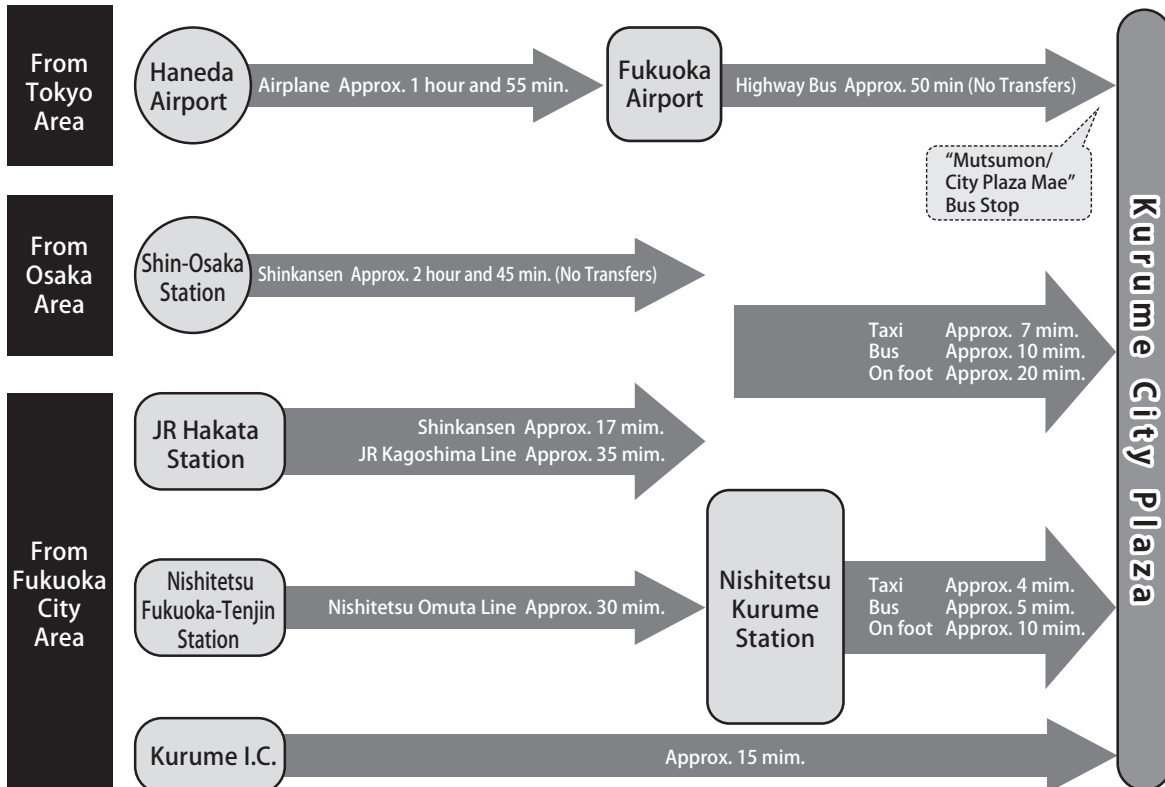 From
Tokyo
Area
Haneda
Airport
Airplane Approx. 1 hour and 55 min.
Fukuoka
Airport
Highway Bus Approx. 50 min (No Transfers)
“Mutsumon/
City Plaza Mae”
Bus Stop
From
Osaka
Area
Shin-Osaka
Station
Shinkansen Approx. 2 hour and 45 min. (No Transfers)
Taxi Approx. 7 mim.
Bus Approx. 10 mim.
On foot Approx. 20 mim.
From
Fukuoka
City
Area
JR Hakata
Station
Shinkansen Approx. 17 mim.
JR Kagoshima Line Approx. 35 mim.
Nishitetsu
Fukuoka-Tenjin
Station
Nishitetsu Omuta Line Approx. 30 mim.
Nishitetsu
Kurume
Station
Taxi Approx. 4 mim.
Bus Approx. 5 mim.
On foot Approx. 10 mim.
Kurume I.C.
Approx. 15 mim.
Kurume City Plaza